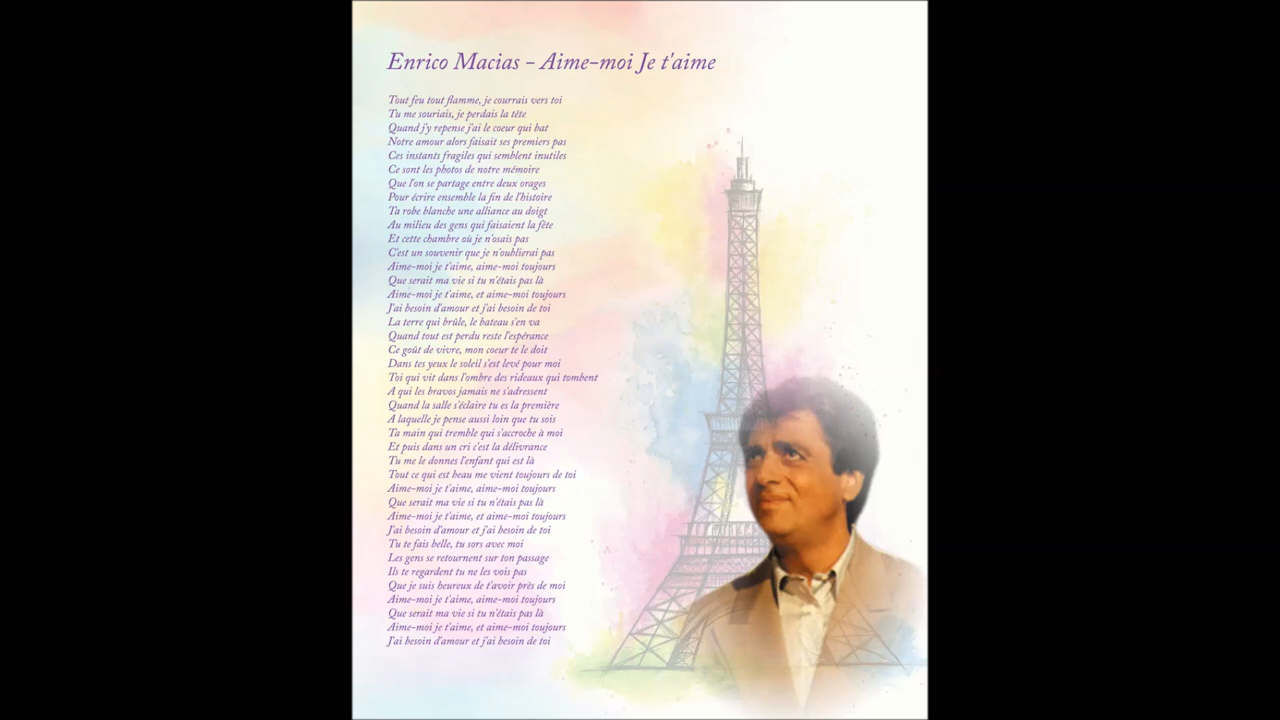 Enrico Macias - Aime-moi Je t'aime
Tout feu tout flamme, je courrais vers toi
Tu me souriais, je perdais la tête
Quand j'y repense j'ai le coeur qui bat
Notre amour alors faisait ses premiers pas
Ces instants fragiles qui semblent inutiles
Ce sont les photos de notre mémoire
Que l'on se partage entre deux orages
Pour écrire ensemble la fin de l'histoire
Ta robe blanche une alliance au doigt
Au milieu des gens qui faisaient la fête
Et cette chambre où je n'osais pas
C'est un souvenir que je n'oublierai pas
Aime-moi je t'aime, aime-moi toujours
Que serait ma vie si tu n'étais pas là
Aime-moi je t'aime, et aime-moi toujours
J'ai besoin d'amour et j'ai besoin de toi
La terre qui brûle, le bateau s'en va
Quand tout est perdu reste l'espérance
Ce goût de vivre, mon coeur te le doit
Dans tes yeux le soleil s'est levé pour moi
Toi qui vit dans l'ombre des rideaux qui tombent
A qui les bravos jamais ne s'adressent
Quand la salle s'éclaire tu es la première
A laquelle je pense aussi loin que tu sois
Ta main qui tremble qui s'accroche à moi
Et puis dans un cri c'est la délivrance
Tu me le donnes l'enfant qui est là
Tout ce qui est beau me vient toujours de toi
Aime-moi je t'aime, aime-moi toujours
Que serait ma vie si tu n'étais pas là
Aime-moi je t'aime, et aime-moi toujours
J'ai besoin d'amour et j'ai besoin de toi
Tu te fais belle, tu sors avec moi
Les gens se retournent sur ton passage
Ils te regardent tu ne les vois pas
Que je suis heureux de t'avoir près de moi
Aime-moi je t'aime, aime-moi toujours
Que serait ma vie si tu n'étais pas là
Aime-moi je t'aime, et aime-moi toujours
J'ai besoin d'amour et j'ai besoin de toi